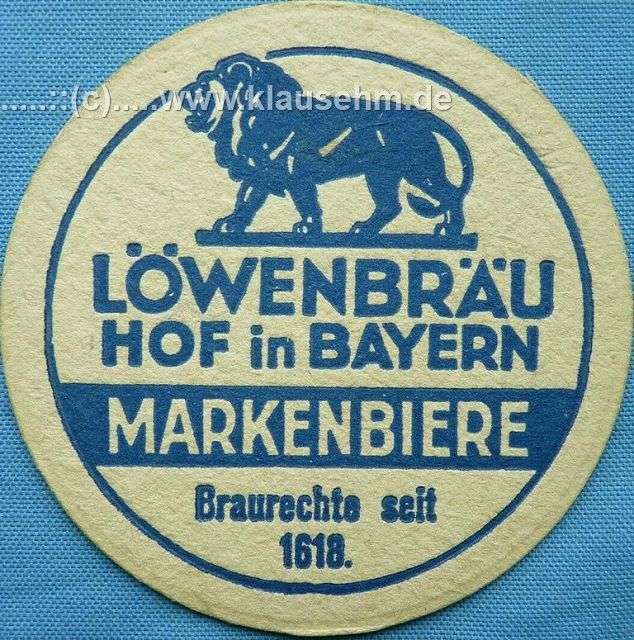 .....::(c).....www.klausehm.de
LÖWENBRÄU
HOF in BAYERN
MARKENBIERE
Braurechte seit
1618.